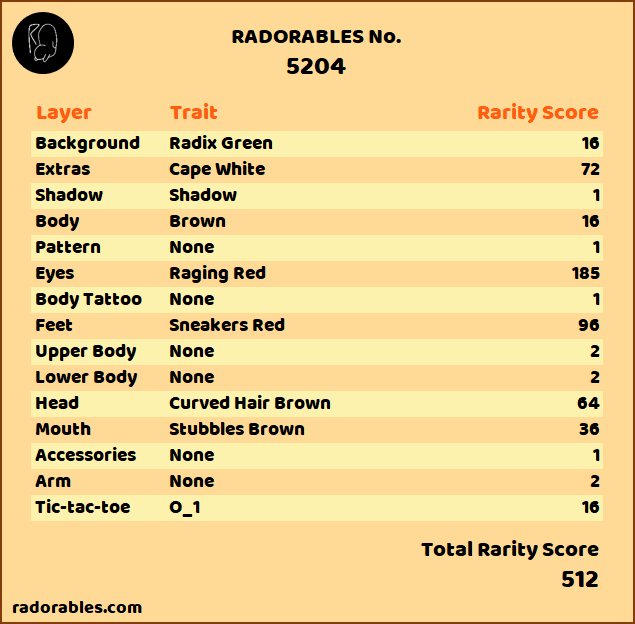 RADORABLES No.
5204
Layer Trait Rarity Score
Background Radix Green 16
Extras Cape White 72
Shadow Shadow 1
Body Brown 16
Pattern None 1
Eyes Raging Red 185
Body Tattoo None 1
Feet Sneakers Red 96
Upper Body None 2
Lower Body None 2
Head Curved Hair Brown 64
Mouth Stubbles Brown 36
Accessories None 1
Arm None 2
Tic-tac-toe O_1 16
Total Rarity Score
512
radorables.com